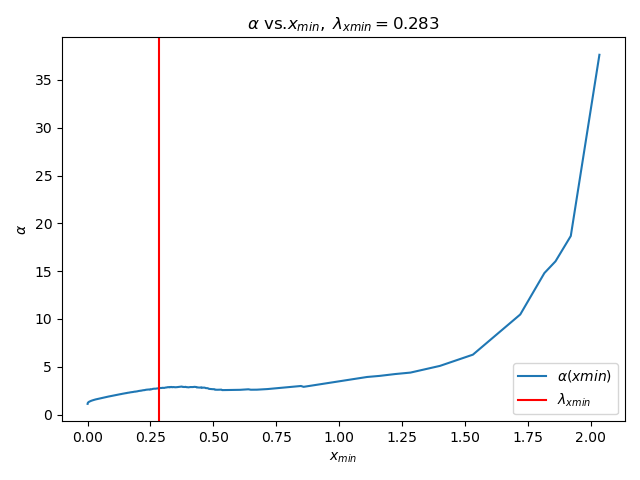 α vs.x_min, λ_xmin = 0.283
α
35
30
25
20
15
10
5
0
0.00 0.25 0.50 0.75 1.00 1.25 1.50 1.75 2.00
x_min
α(xmin)
λ_xmin